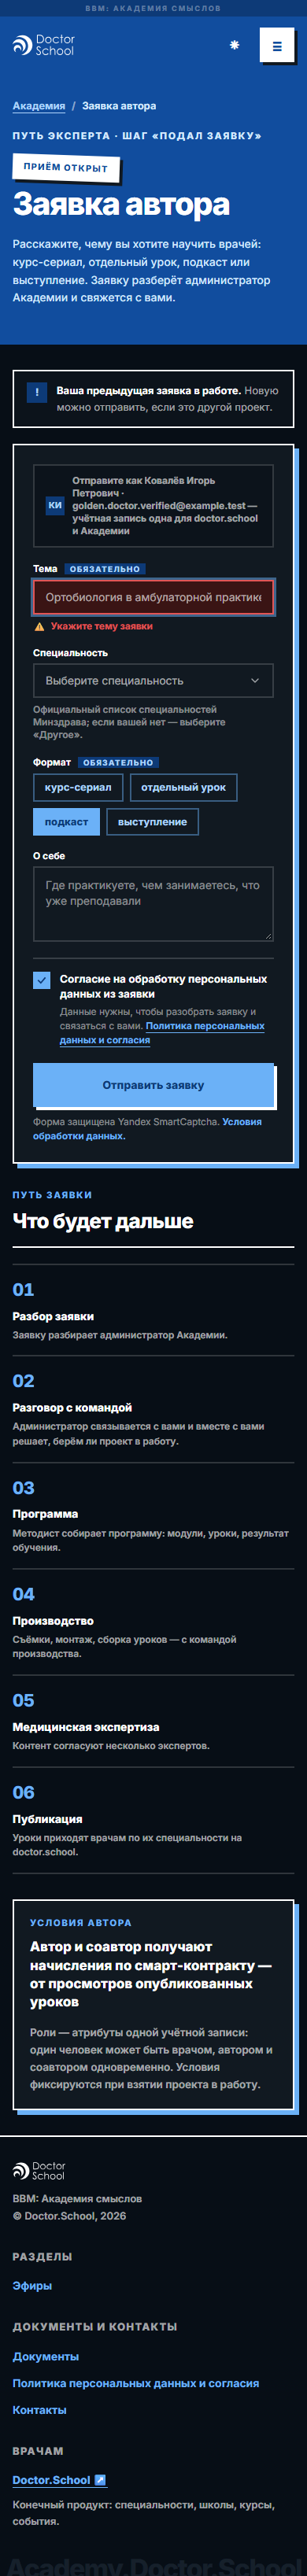 ВВМ: АКАДЕМИЯ СМЫСЛОВ
Doctor
School
Академия / Заявка автора
ПУТЬ ЭКСПЕРТА · ШАГ «ПОДАЛ ЗАЯВКУ»
ПРИЁМ ОТКРЫТ
Заявка автора
Расскажите, чему вы хотите научить врачей:
курс-сериал, отдельный урок, подкаст или
выступление. Заявку разберёт администратор
Академии и свяжется с вами.
! Ваша предыдущая заявка в работе. Новую
можно отправить, если это другой проект.
Отправите как Ковалёв Игорь
Петрович ·
КИ golden.doctor.verified@example.test —
учётная запись одна для doctor.school
и Академии
Тема ОБЯЗАТЕЛЬНО
Ортобиология в амбулаторной практике
Укажите тему заявки
Специальность
Выберите специальность
Официальный список специальностей
Минздрава; если вашей нет — выберите
«Другое».
Формат ОБЯЗАТЕЛЬНО
курс-сериал отдельный урок
подкаст выступление
О себе
Где практикуете, чем занимаетесь, что
уже преподавали
Согласие на обработку персональных
данных из заявки
Данные нужны, чтобы разобрать заявку и
связаться с вами. Политика персональных
данных и согласия
Отправить заявку
Форма защищена Yandex SmartCaptcha. Условия
обработки данных.
ПУТЬ ЗАЯВКИ
Что будет дальше
01
Разбор заявки
Заявку разбирает администратор Академии.
02
Разговор с командой
Администратор связывается с вами и вместе с вами
решает, берём ли проект в работу.
03
Программа
Методист собирает программу: модули, уроки, результат
обучения.
04
Производство
Съёмки, монтаж, сборка уроков — с командой
производства.
05
Медицинская экспертиза
Контент согласуют несколько экспертов.
06
Публикация
Уроки приходят врачам по их специальности на
doctor.school.
УСЛОВИЯ АВТОРА
Автор и соавтор получают
начисления по смарт-контракту —
от просмотров опубликованных
уроков
Роли — атрибуты одной учётной записи:
один человек может быть врачом, автором и
соавтором одновременно. Условия
фиксируются при взятии проекта в работу.
Doctor
School
ВВМ: Академия смыслов
© Doctor.School, 2026
РАЗДЕЛЫ
Эфиры
ДОКУМЕНТЫ И КОНТАКТЫ
Документы
Политика персональных данных и согласия
Контакты
ВРАЧАМ
Doctor.School ↗
Конечный продукт: специальности, школы, курсы,
события.
Academy.Doctor.School